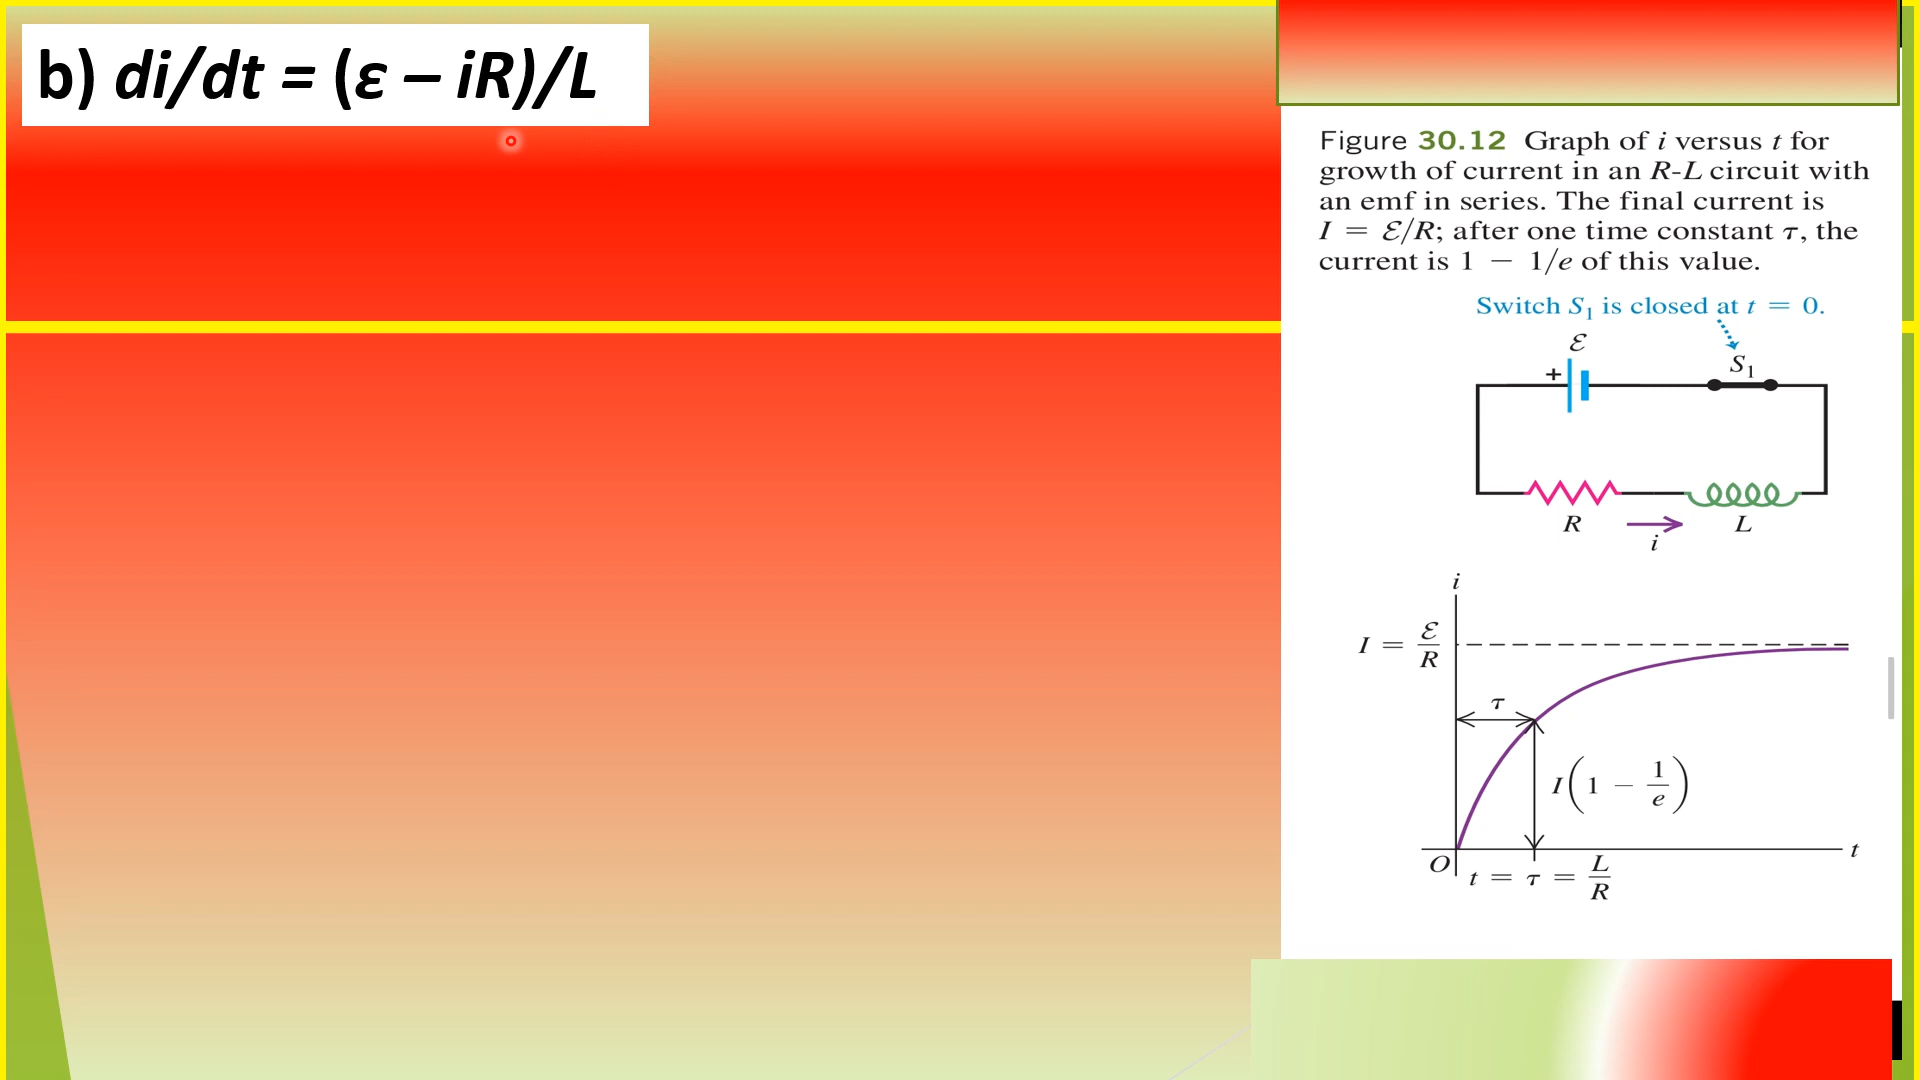 b) di/dt = (ε – iR)/L
Figure 30.12 Graph of i versus t for
growth of current in an R-L circuit with
an emf in series. The final current is
I = ℰ/R; after one time constant τ, the
current is 1 − 1/e of this value.
Switch S₁ is closed at t = 0.
ℰ
+
S₁
R
L
i
i
I = ℰ/R
τ
I(1 − 1/e)
O
t
t = τ = L/R